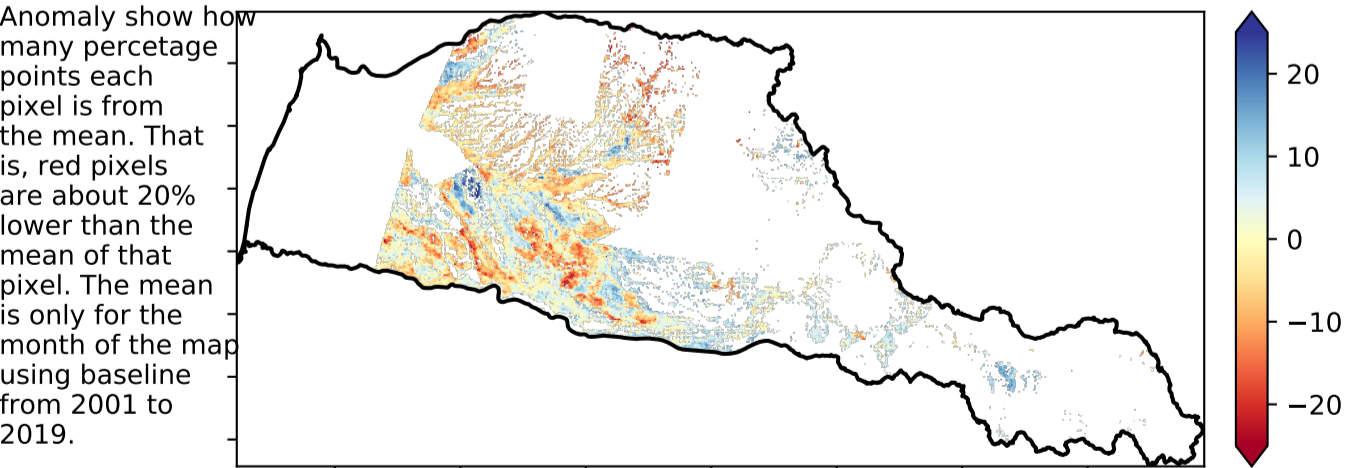 Anomaly show how
many percetage
points each
pixel is from
the mean. That
is, red pixels
are about 20%
lower than the
mean of that
pixel. The mean
is only for the
month of the map
using baseline
from 2001 to
2019.
20
10
0
−10
−20